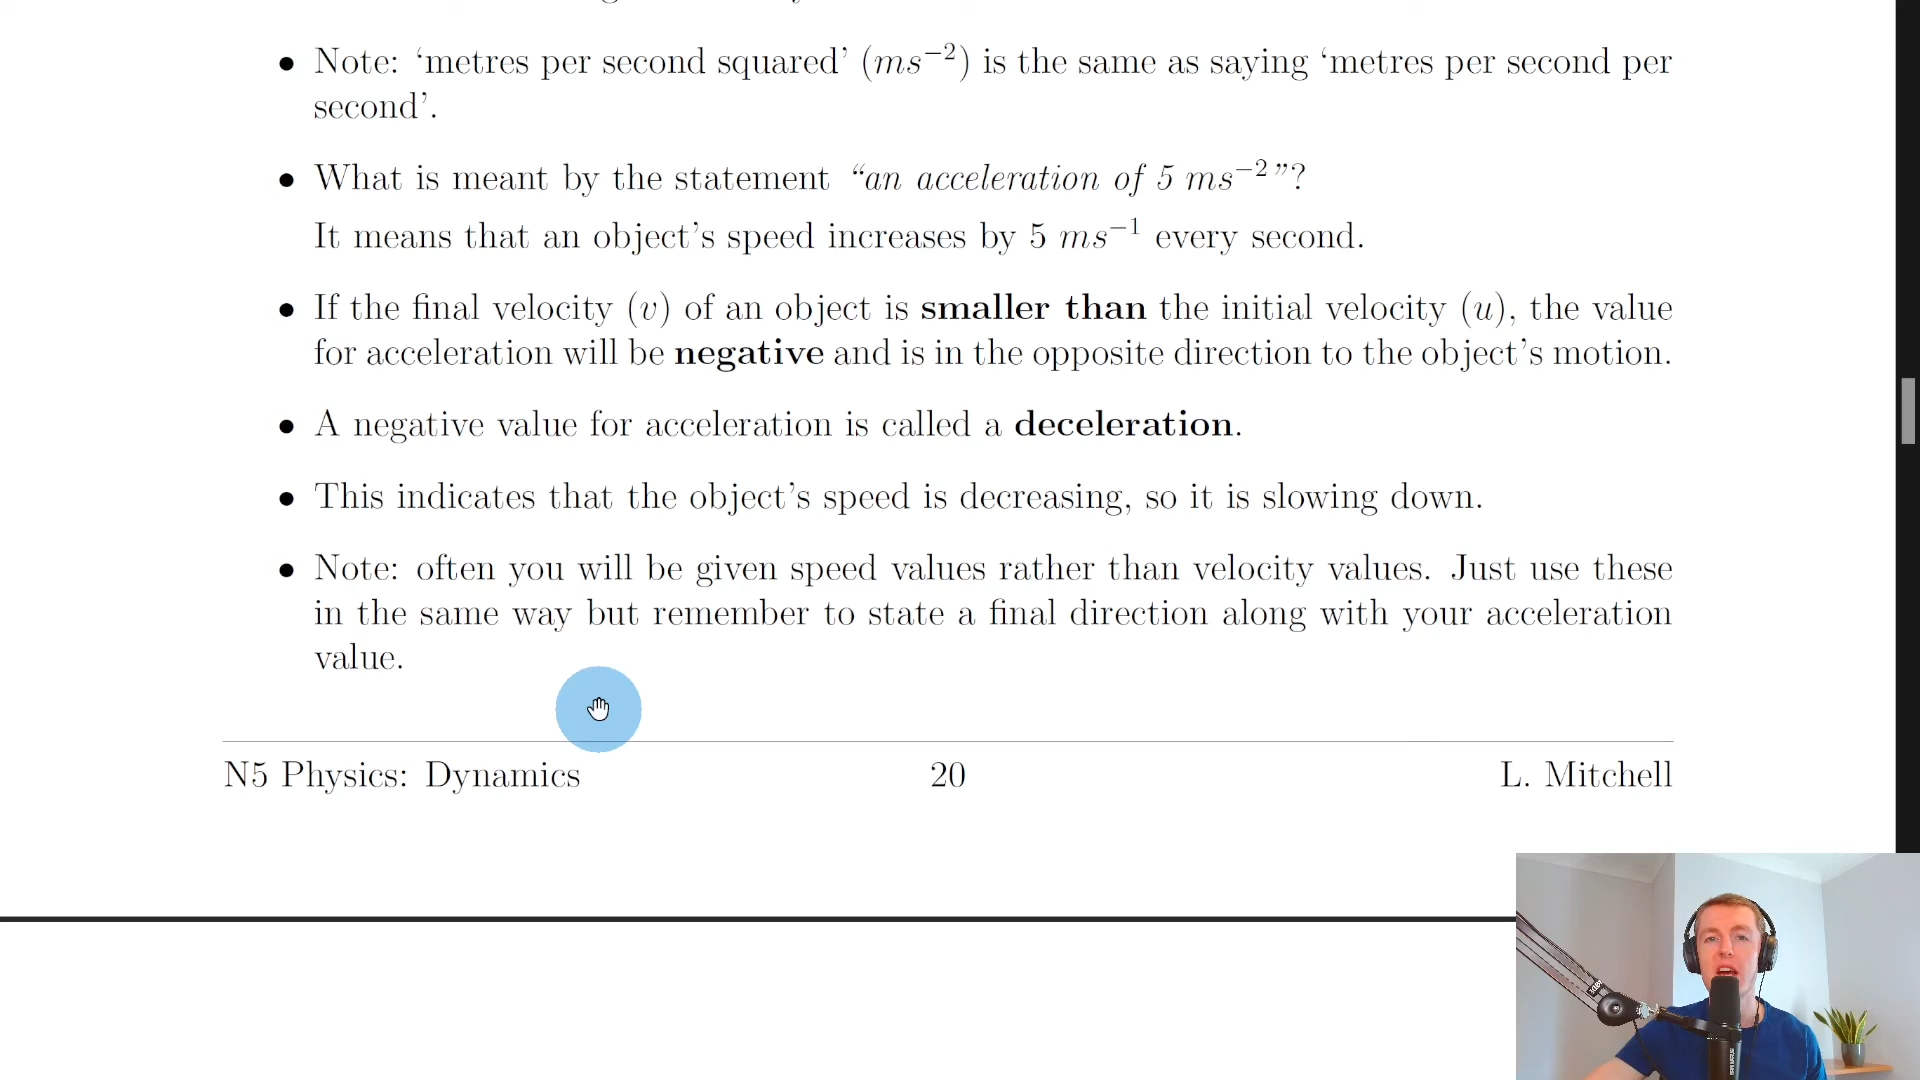 • Note: ‘metres per second squared’ (ms⁻²) is the same as saying ‘metres per second per
second’.
• What is meant by the statement “an acceleration of 5 ms⁻²”?
It means that an object’s speed increases by 5 ms⁻¹ every second.
• If the final velocity (v) of an object is smaller than the initial velocity (u), the value
for acceleration will be negative and is in the opposite direction to the object’s motion.
• A negative value for acceleration is called a deceleration.
• This indicates that the object’s speed is decreasing, so it is slowing down.
• Note: often you will be given speed values rather than velocity values. Just use these
in the same way but remember to state a final direction along with your acceleration
value.
N5 Physics: Dynamics 20 L. Mitchell